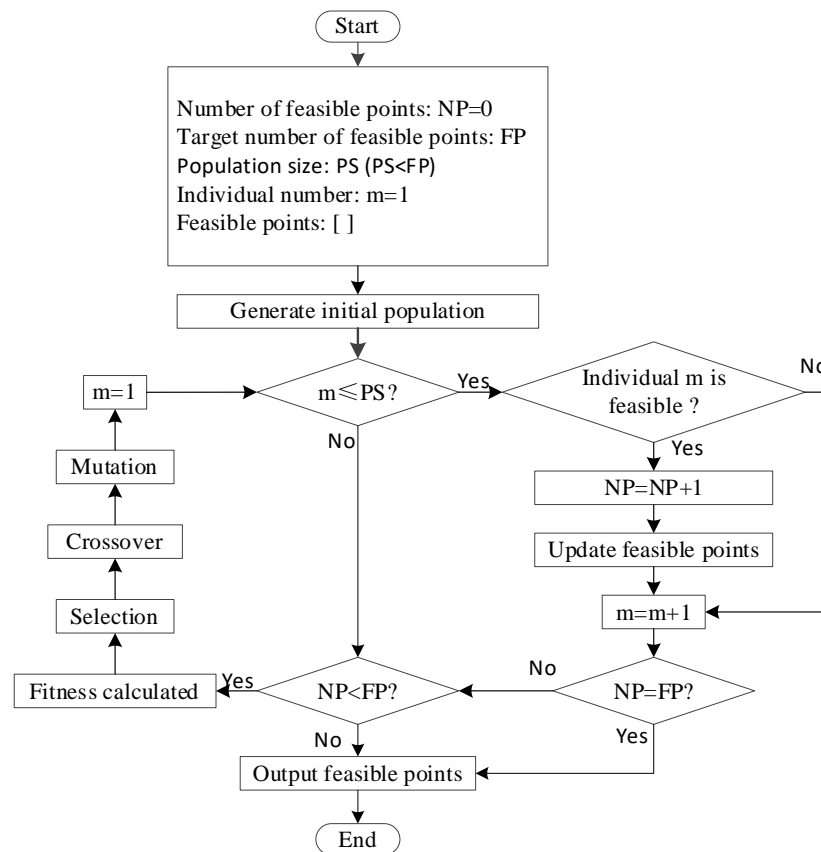 Start
Number of feasible points: NP=0
Target number of feasible points: FP
Population size: PS (PS<FP)
Individual number: m=1
Feasible points: [ ]
Generate initial population
m=1
m≤PS?
Yes
Individual m is
feasible ?
No
No
Yes
Mutation
NP=NP+1
Crossover
Update feasible points
Selection
m=m+1
Fitness calculated
Yes
NP<FP?
No
NP=FP?
No
Yes
Output feasible points
End